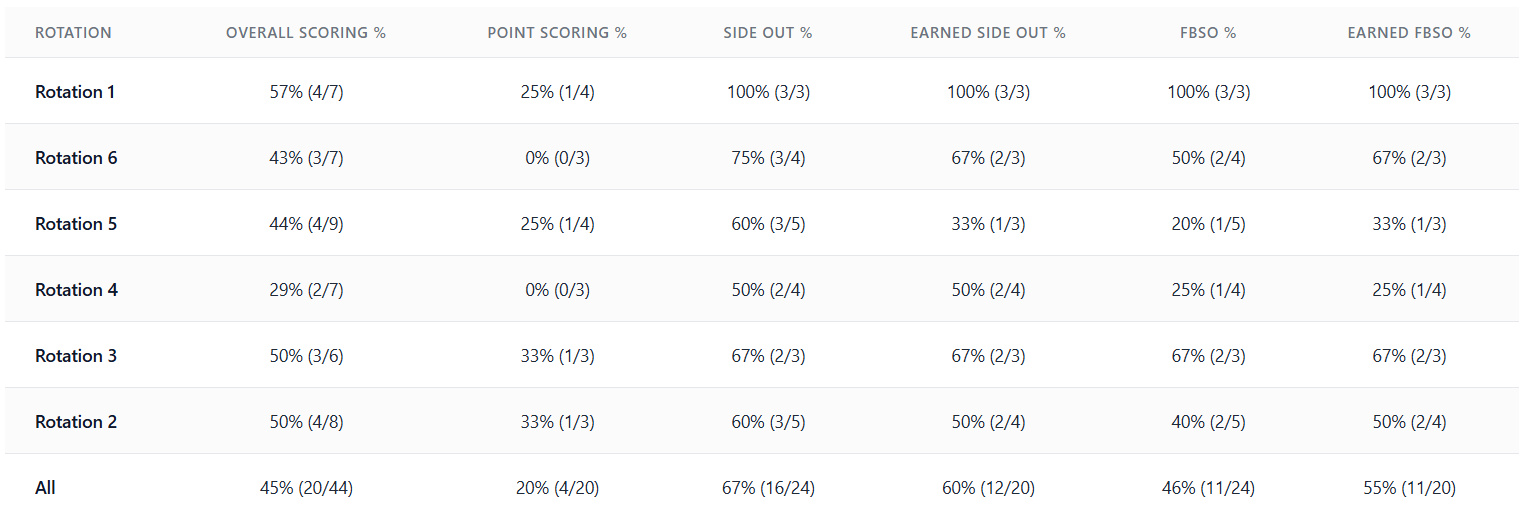 ROTATION OVERALL SCORING % POINT SCORING % SIDE OUT % EARNED SIDE OUT % FBSO % EARNED FBSO %
Rotation 1 57% (4/7) 25% (1/4) 100% (3/3) 100% (3/3) 100% (3/3) 100% (3/3)
Rotation 6 43% (3/7) 0% (0/3) 75% (3/4) 67% (2/3) 50% (2/4) 67% (2/3)
Rotation 5 44% (4/9) 25% (1/4) 60% (3/5) 33% (1/3) 20% (1/5) 33% (1/3)
Rotation 4 29% (2/7) 0% (0/3) 50% (2/4) 50% (2/4) 25% (1/4) 25% (1/4)
Rotation 3 50% (3/6) 33% (1/3) 67% (2/3) 67% (2/3) 67% (2/3) 67% (2/3)
Rotation 2 50% (4/8) 33% (1/3) 60% (3/5) 50% (2/4) 40% (2/5) 50% (2/4)
All 45% (20/44) 20% (4/20) 67% (16/24) 60% (12/20) 46% (11/24) 55% (11/20)